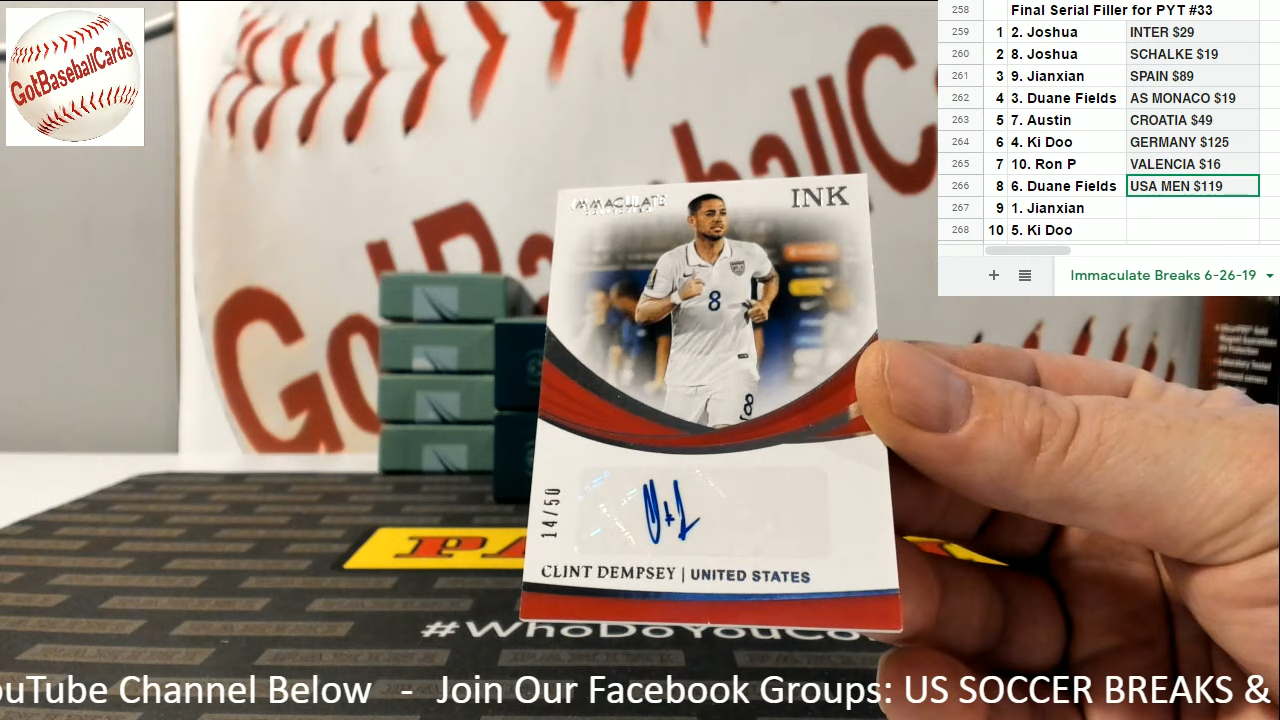 GotBaseballCards
258 Final Serial Filler for PYT #33
259 1 2. Joshua INTER $29
260 2 8. Joshua SCHALKE $19
261 3 9. Jianxian SPAIN $89
262 4 3. Duane Fields AS MONACO $19
263 5 7. Austin CROATIA $49
264 6 4. Ki Doo GERMANY $125
265 7 10. Ron P VALENCIA $16
266 8 6. Duane Fields USA MEN $119
267 9 1. Jianxian
268 10 5. Ki Doo
+ Immaculate Breaks 6-26-19
IMMACULATE
INK
8
8
14/50
CLINT DEMPSEY | UNITED STATES
#WhoDoYouCo
ouTube Channel Below - Join Our Facebook Groups: US SOCCER BREAKS &